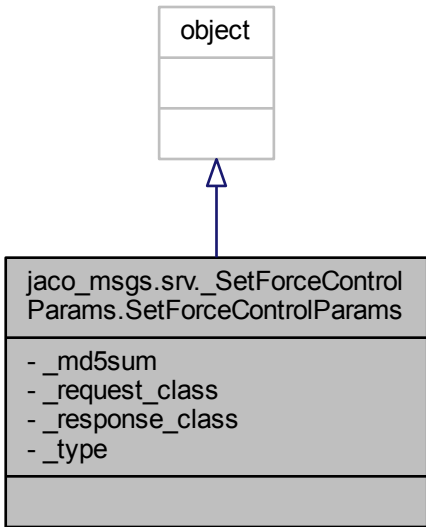 object
jaco_msgs.srv._SetForceControl
Params.SetForceControlParams
- _md5sum
- _request_class
- _response_class
- _type